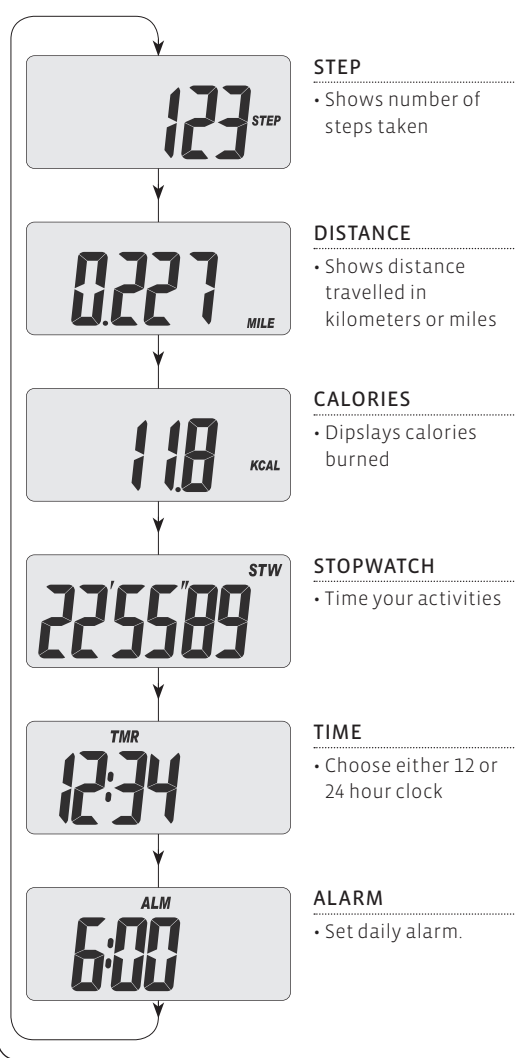 123 STEP
STEP
• Shows number of
steps taken
0.227 MILE
DISTANCE
• Shows distance
travelled in
kilometers or miles
11.8 KCAL
CALORIES
• Dipslays calories
burned
STW
22'55"89
STOPWATCH
• Time your activities
TMR
12:34
TIME
• Choose either 12 or
24 hour clock
ALM
6:00
ALARM
• Set daily alarm.